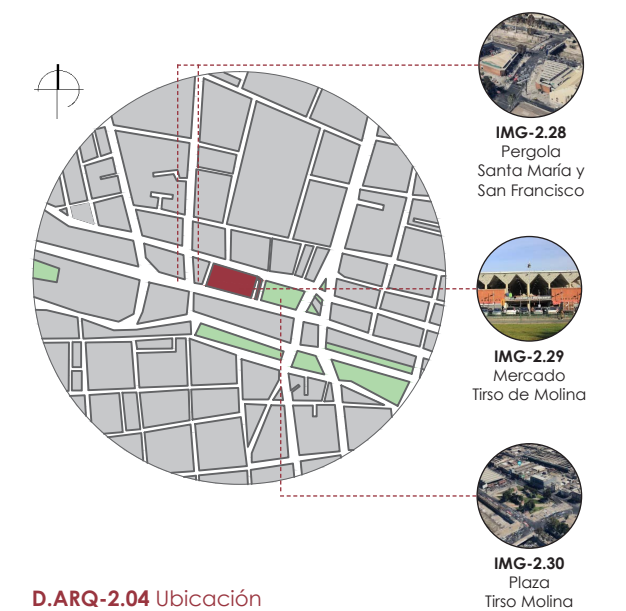 IMG-2.28
Pergola
Santa María y
San Francisco
IMG-2.29
Mercado
Tirso de Molina
IMG-2.30
Plaza
Tirso Molina
D.ARQ-2.04 Ubicación